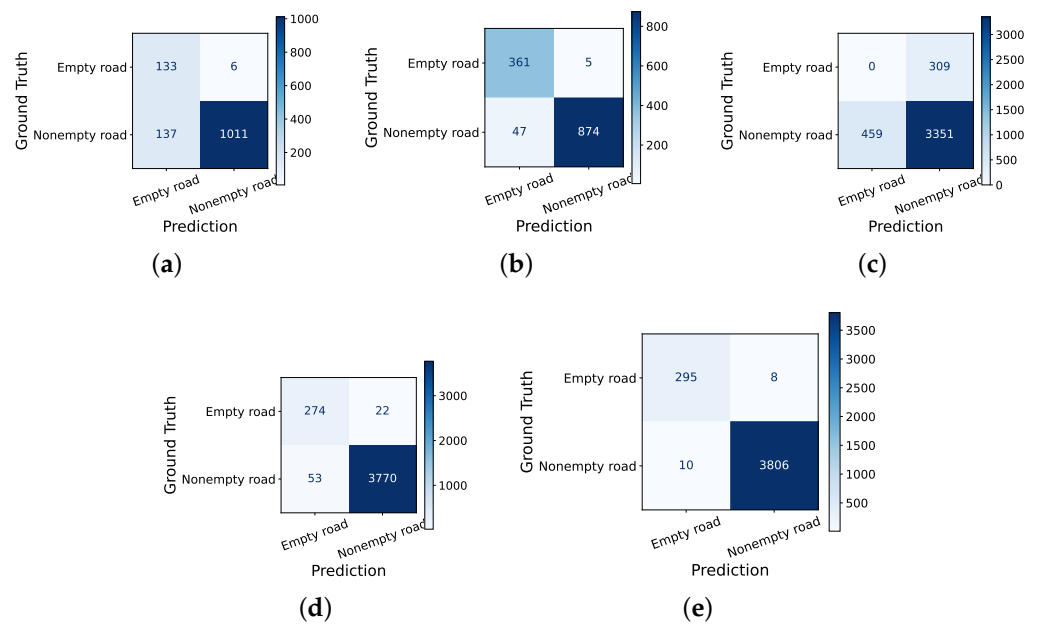 Ground Truth
Empty road
133
6
Nonempty road
137
1011
Empty road
Nonempty road
Prediction
1000
800
600
400
200
(a)
Ground Truth
Empty road
361
5
Nonempty road
47
874
Empty road
Nonempty road
Prediction
800
600
400
200
(b)
Ground Truth
Empty road
0
309
Nonempty road
459
3351
Empty road
Nonempty road
Prediction
3000
2500
2000
1500
1000
500
0
(c)
Ground Truth
Empty road
274
22
Nonempty road
53
3770
Empty road
Nonempty road
Prediction
3000
2000
1000
(d)
Ground Truth
Empty road
295
8
Nonempty road
10
3806
Empty road
Nonempty road
Prediction
3500
3000
2500
2000
1500
1000
500
(e)